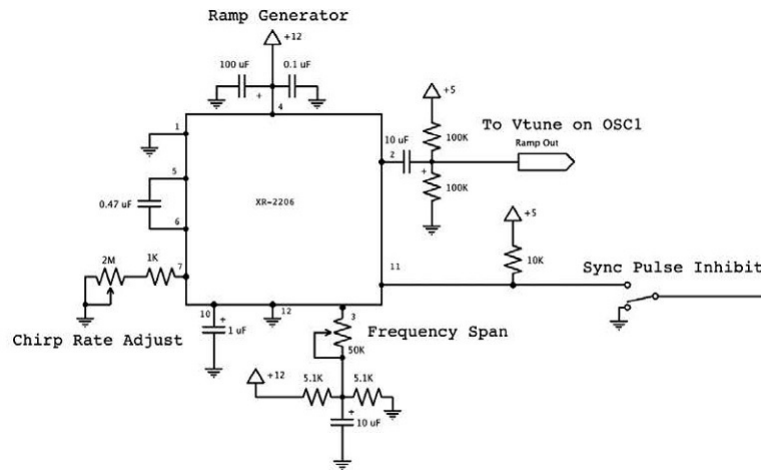 Ramp Generator
+12
100 uF
0.1 uF
+
4
+5
1
10 uF
100K
To Vtune on OSC1
2
Ramp Out
+
5
100K
0.47 uF
XR-2206
6
+5
2M
1K
7
10K
11
Sync Pulse Inhibit
10
12
3
+
1 uF
Frequency Span
Chirp Rate Adjust
50K
+12
5.1K
5.1K
+
10 uF